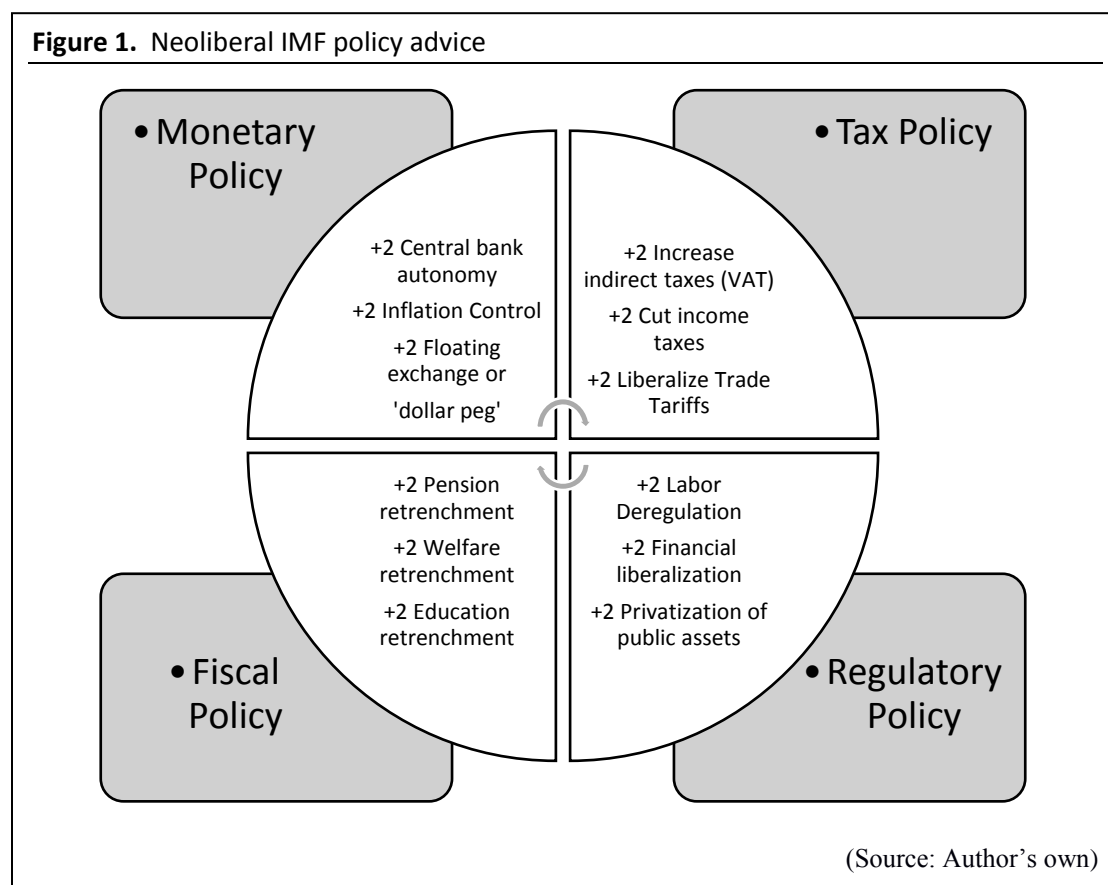 Figure 1. Neoliberal IMF policy advice
• Monetary
Policy
• Tax Policy
+2 Central bank
autonomy
+2 Inflation Control
+2 Floating
exchange or
'dollar peg'
+2 Increase
indirect taxes (VAT)
+2 Cut income
taxes
+2 Liberalize Trade
Tariffs
+2 Pension
retrenchment
+2 Welfare
retrenchment
+2 Education
retrenchment
+2 Labor
Deregulation
+2 Financial
liberalization
+2 Privatization of
public assets
• Fiscal
Policy
• Regulatory
Policy
(Source: Author’s own)